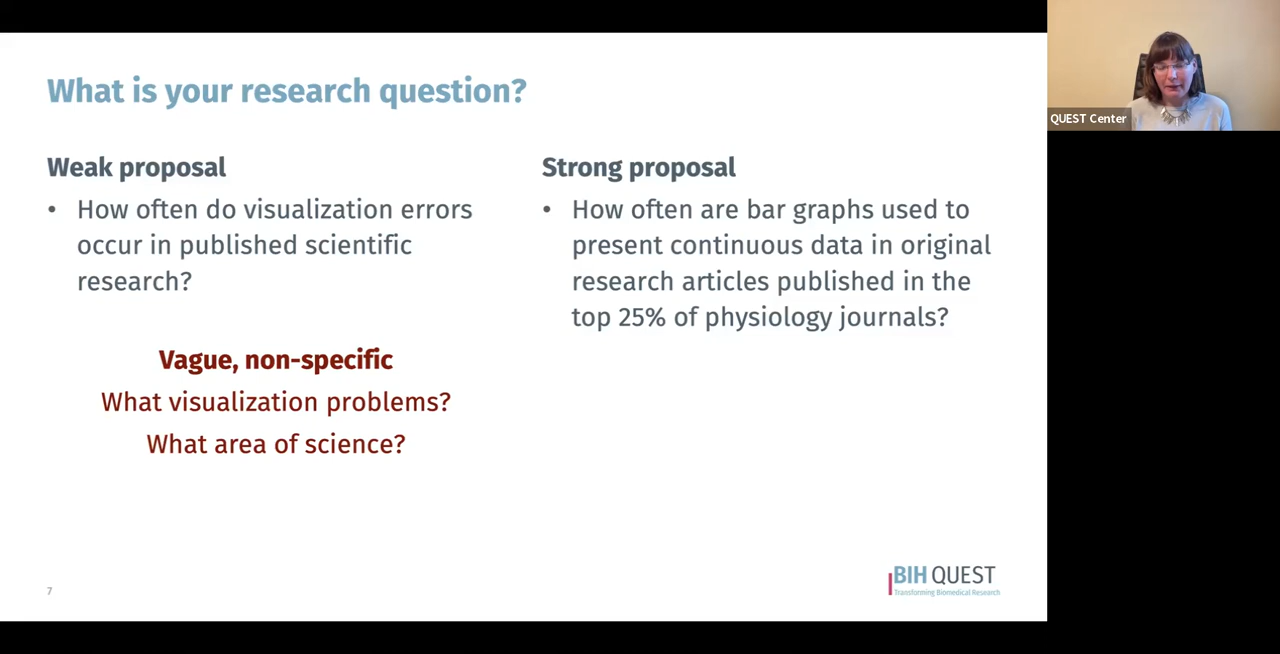 What is your research question?
Weak proposal
• How often do visualization errors
occur in published scientific
research?
Vague, non-specific
What visualization problems?
What area of science?
Strong proposal
• How often are bar graphs used to
present continuous data in original
research articles published in the
top 25% of physiology journals?
7
BIH QUEST
Transforming Biomedical Research
QUEST Center